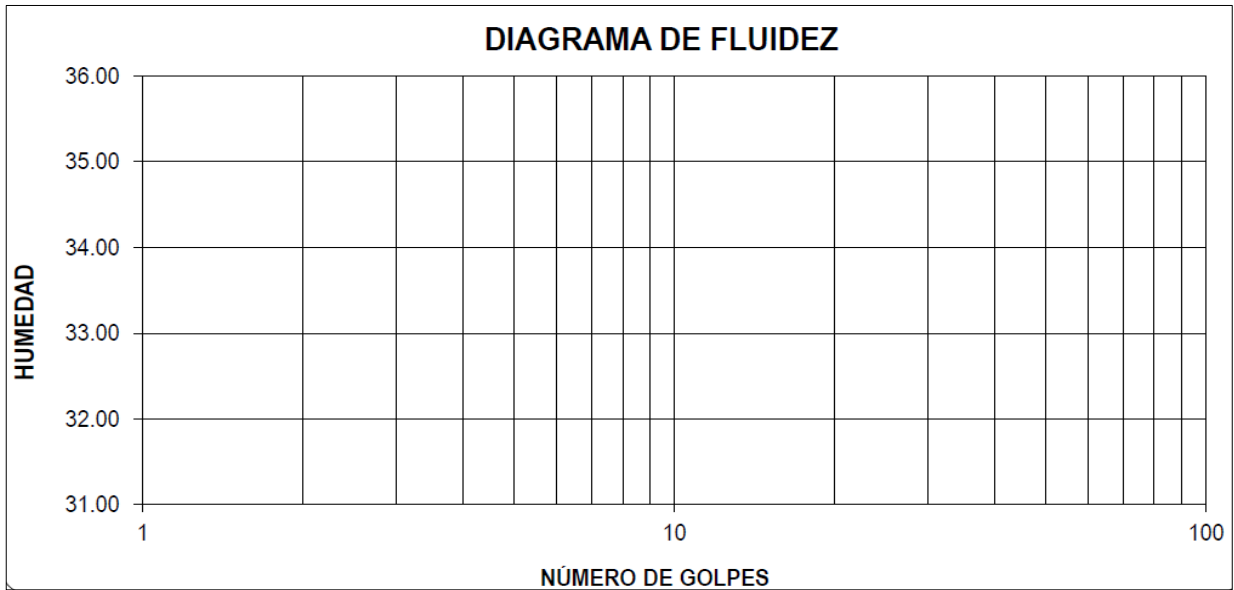 DIAGRAMA DE FLUIDEZ
36.00
35.00
34.00
33.00
32.00
31.00
HUMEDAD
1 10 100
NÚMERO DE GOLPES